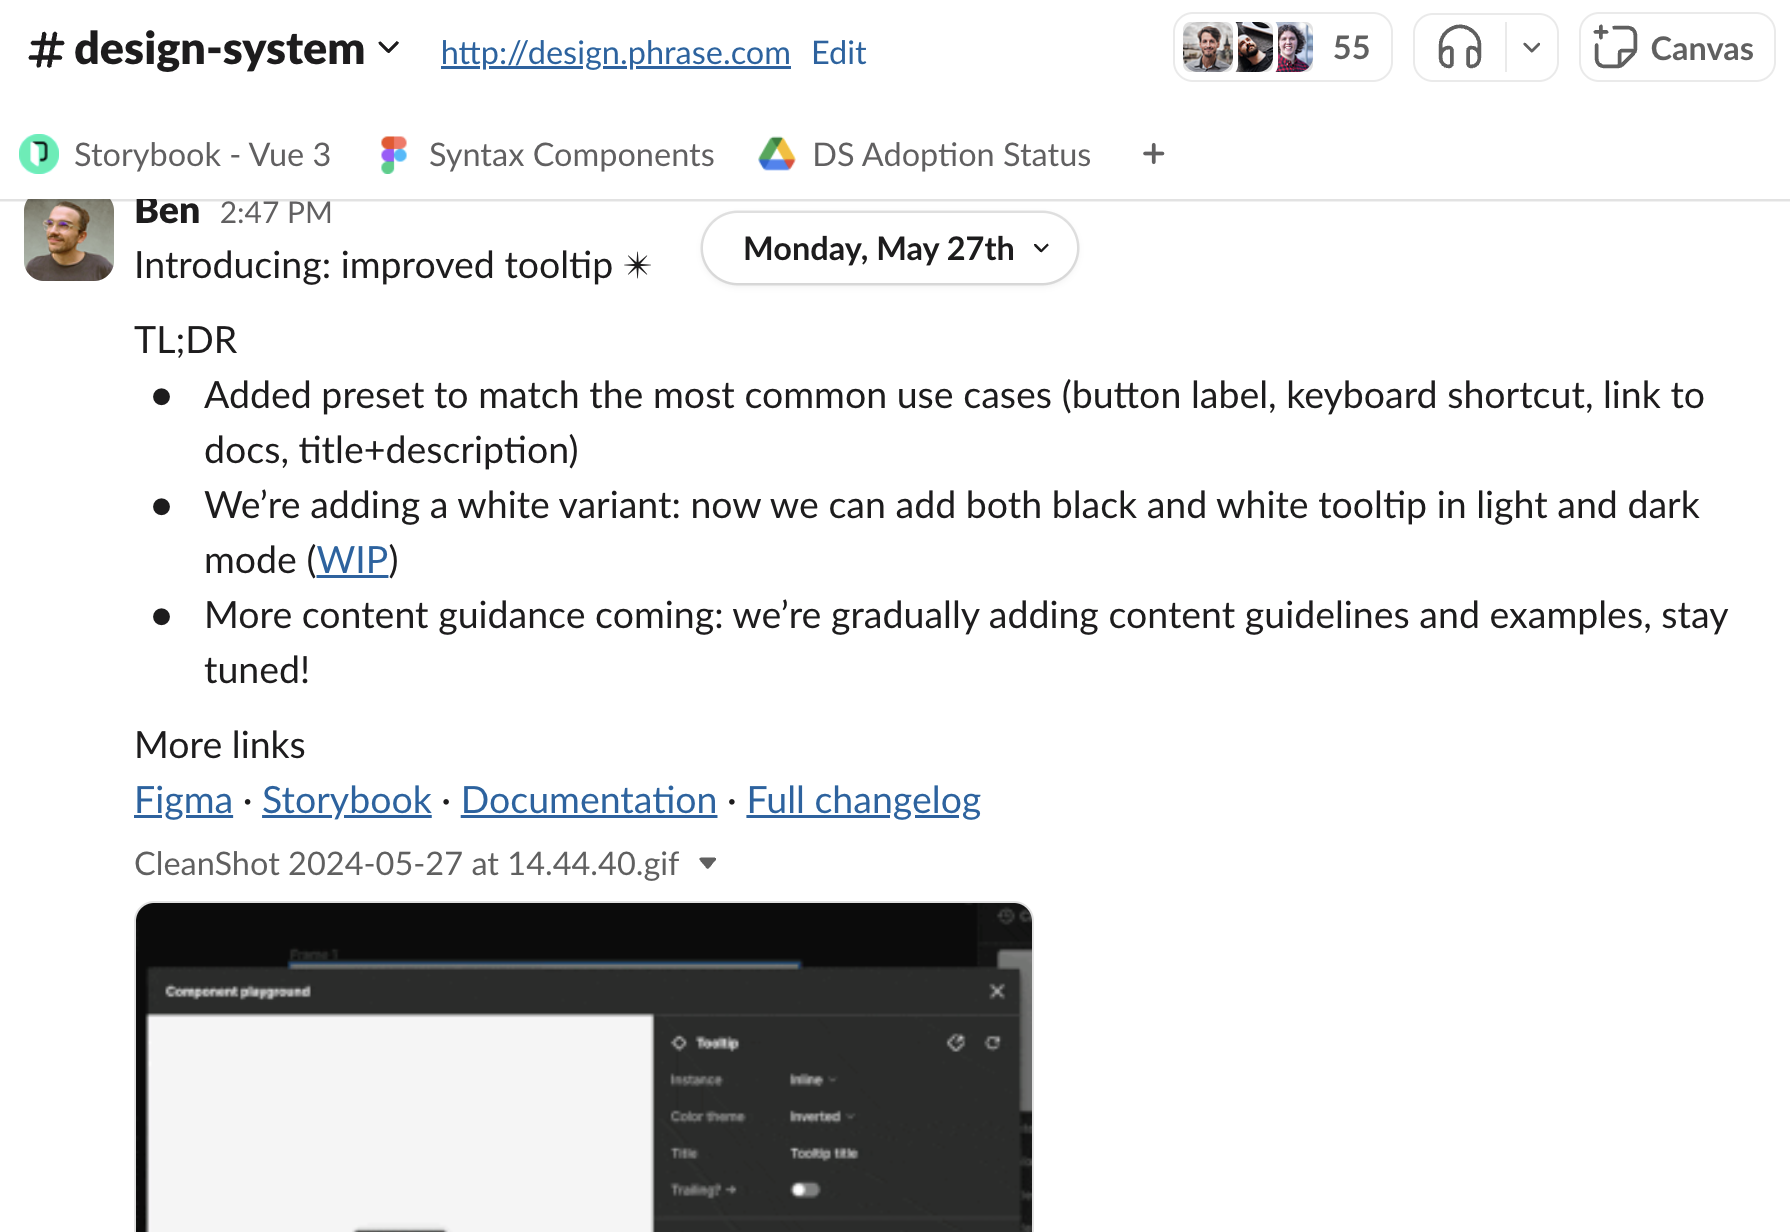 # design-system http://design.phrase.com Edit 55 Canvas
Storybook - Vue 3 Syntax Components DS Adoption Status +
Ben 2:47 PM
Monday, May 27th
Introducing: improved tooltip ✴
TL;DR
● Added preset to match the most common use cases (button label, keyboard shortcut, link to
docs, title+description)
● We’re adding a white variant: now we can add both black and white tooltip in light and dark
mode (WIP)
● More content guidance coming: we’re gradually adding content guidelines and examples, stay
tuned!
More links
Figma · Storybook · Documentation · Full changelog
CleanShot 2024-05-27 at 14.44.40.gif
Frame 1
Component playground
Tooltip
Instance Inline
Color theme Inverted
Title Tooltip title
Trailing? →